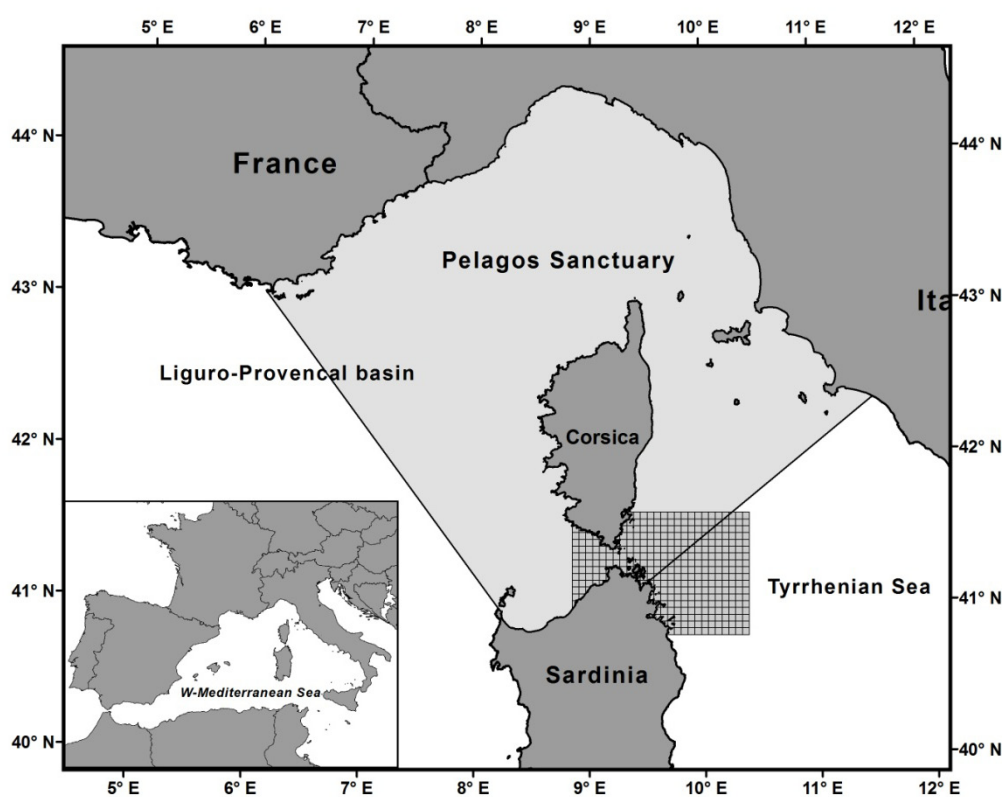 5° E 6° E 7° E 8° E 9° E 10° E 11° E 12° E
44° N 44° N
France
Pelagos Sanctuary
43° N 43° N
Ita
Liguro-Provencal basin
42° N Corsica 42° N
41° N Tyrrhenian Sea 41° N
Sardinia
W-Mediterranean Sea
40° N 40° N
5° E 6° E 7° E 8° E 9° E 10° E 11° E 12° E